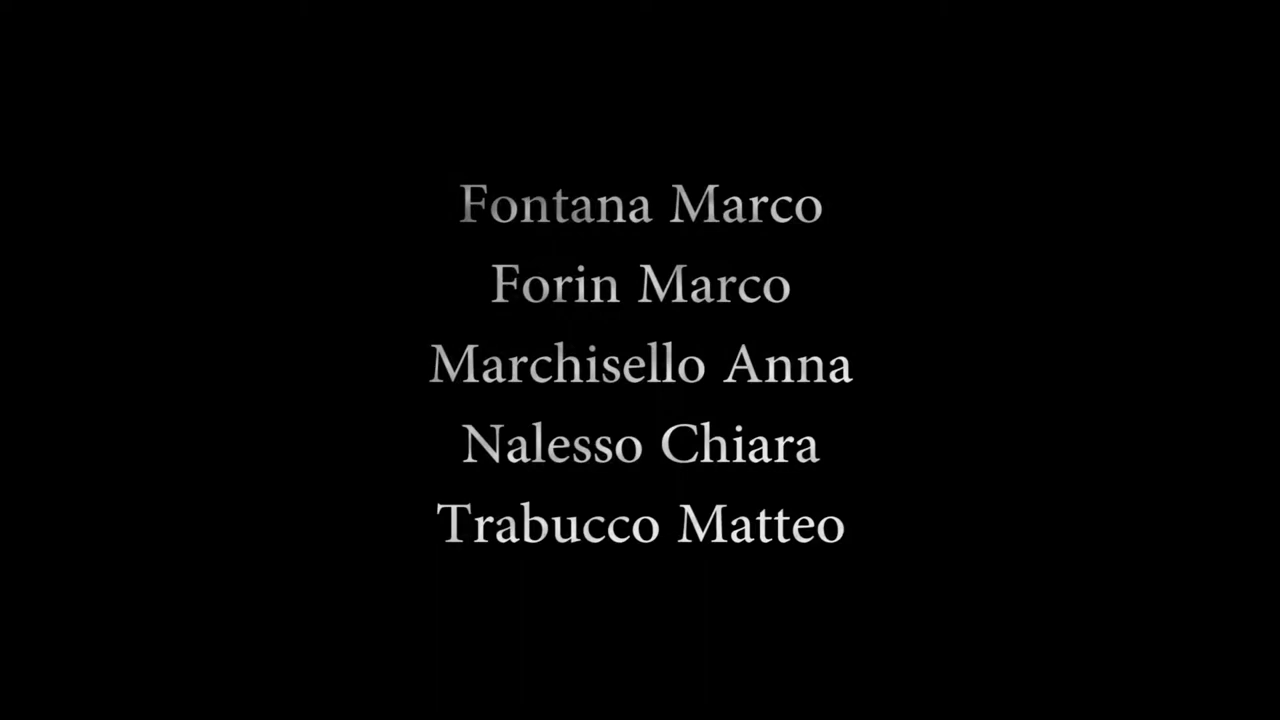 Fontana Marco
Forin Marco
Marchisello Anna
Nalesso Chiara
Trabucco Matteo